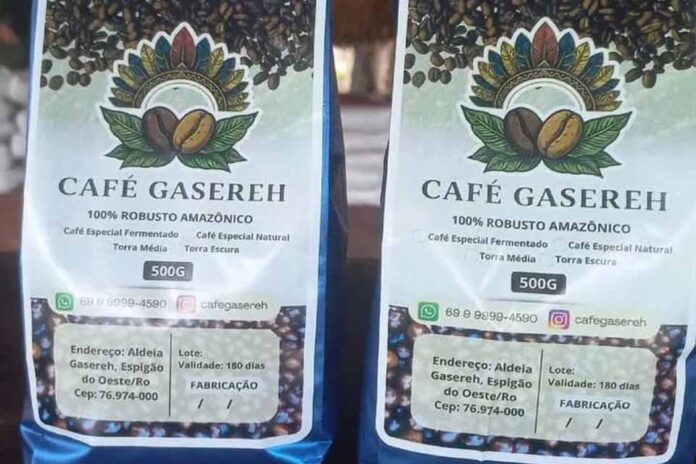 CAFÉ GASEREH
100% ROBUSTO AMAZÔNICO
Café Especial Fermentado Café Especial Natural
Torra Média Torra Escura
500G
69 9 9999-4590 cafegasereh
Endereço: Aldeia
Gasereh, Espigão
do Oeste/Ro
Cep: 76.974-000
Lote:
Validade: 180 dias
FABRICAÇÃO
/ /
CAFÉ GASEREH
100% ROBUSTO AMAZÔNICO
Café Especial Fermentado Café Especial Natural
Torra Média Torra Escura
500G
69 9 9999-4590 cafegasereh
Endereço: Aldeia
Gasereh, Espigão
do Oeste/Ro
Cep: 76.974-000
Lote:
Validade: 180 dias
FABRICAÇÃO
/ /